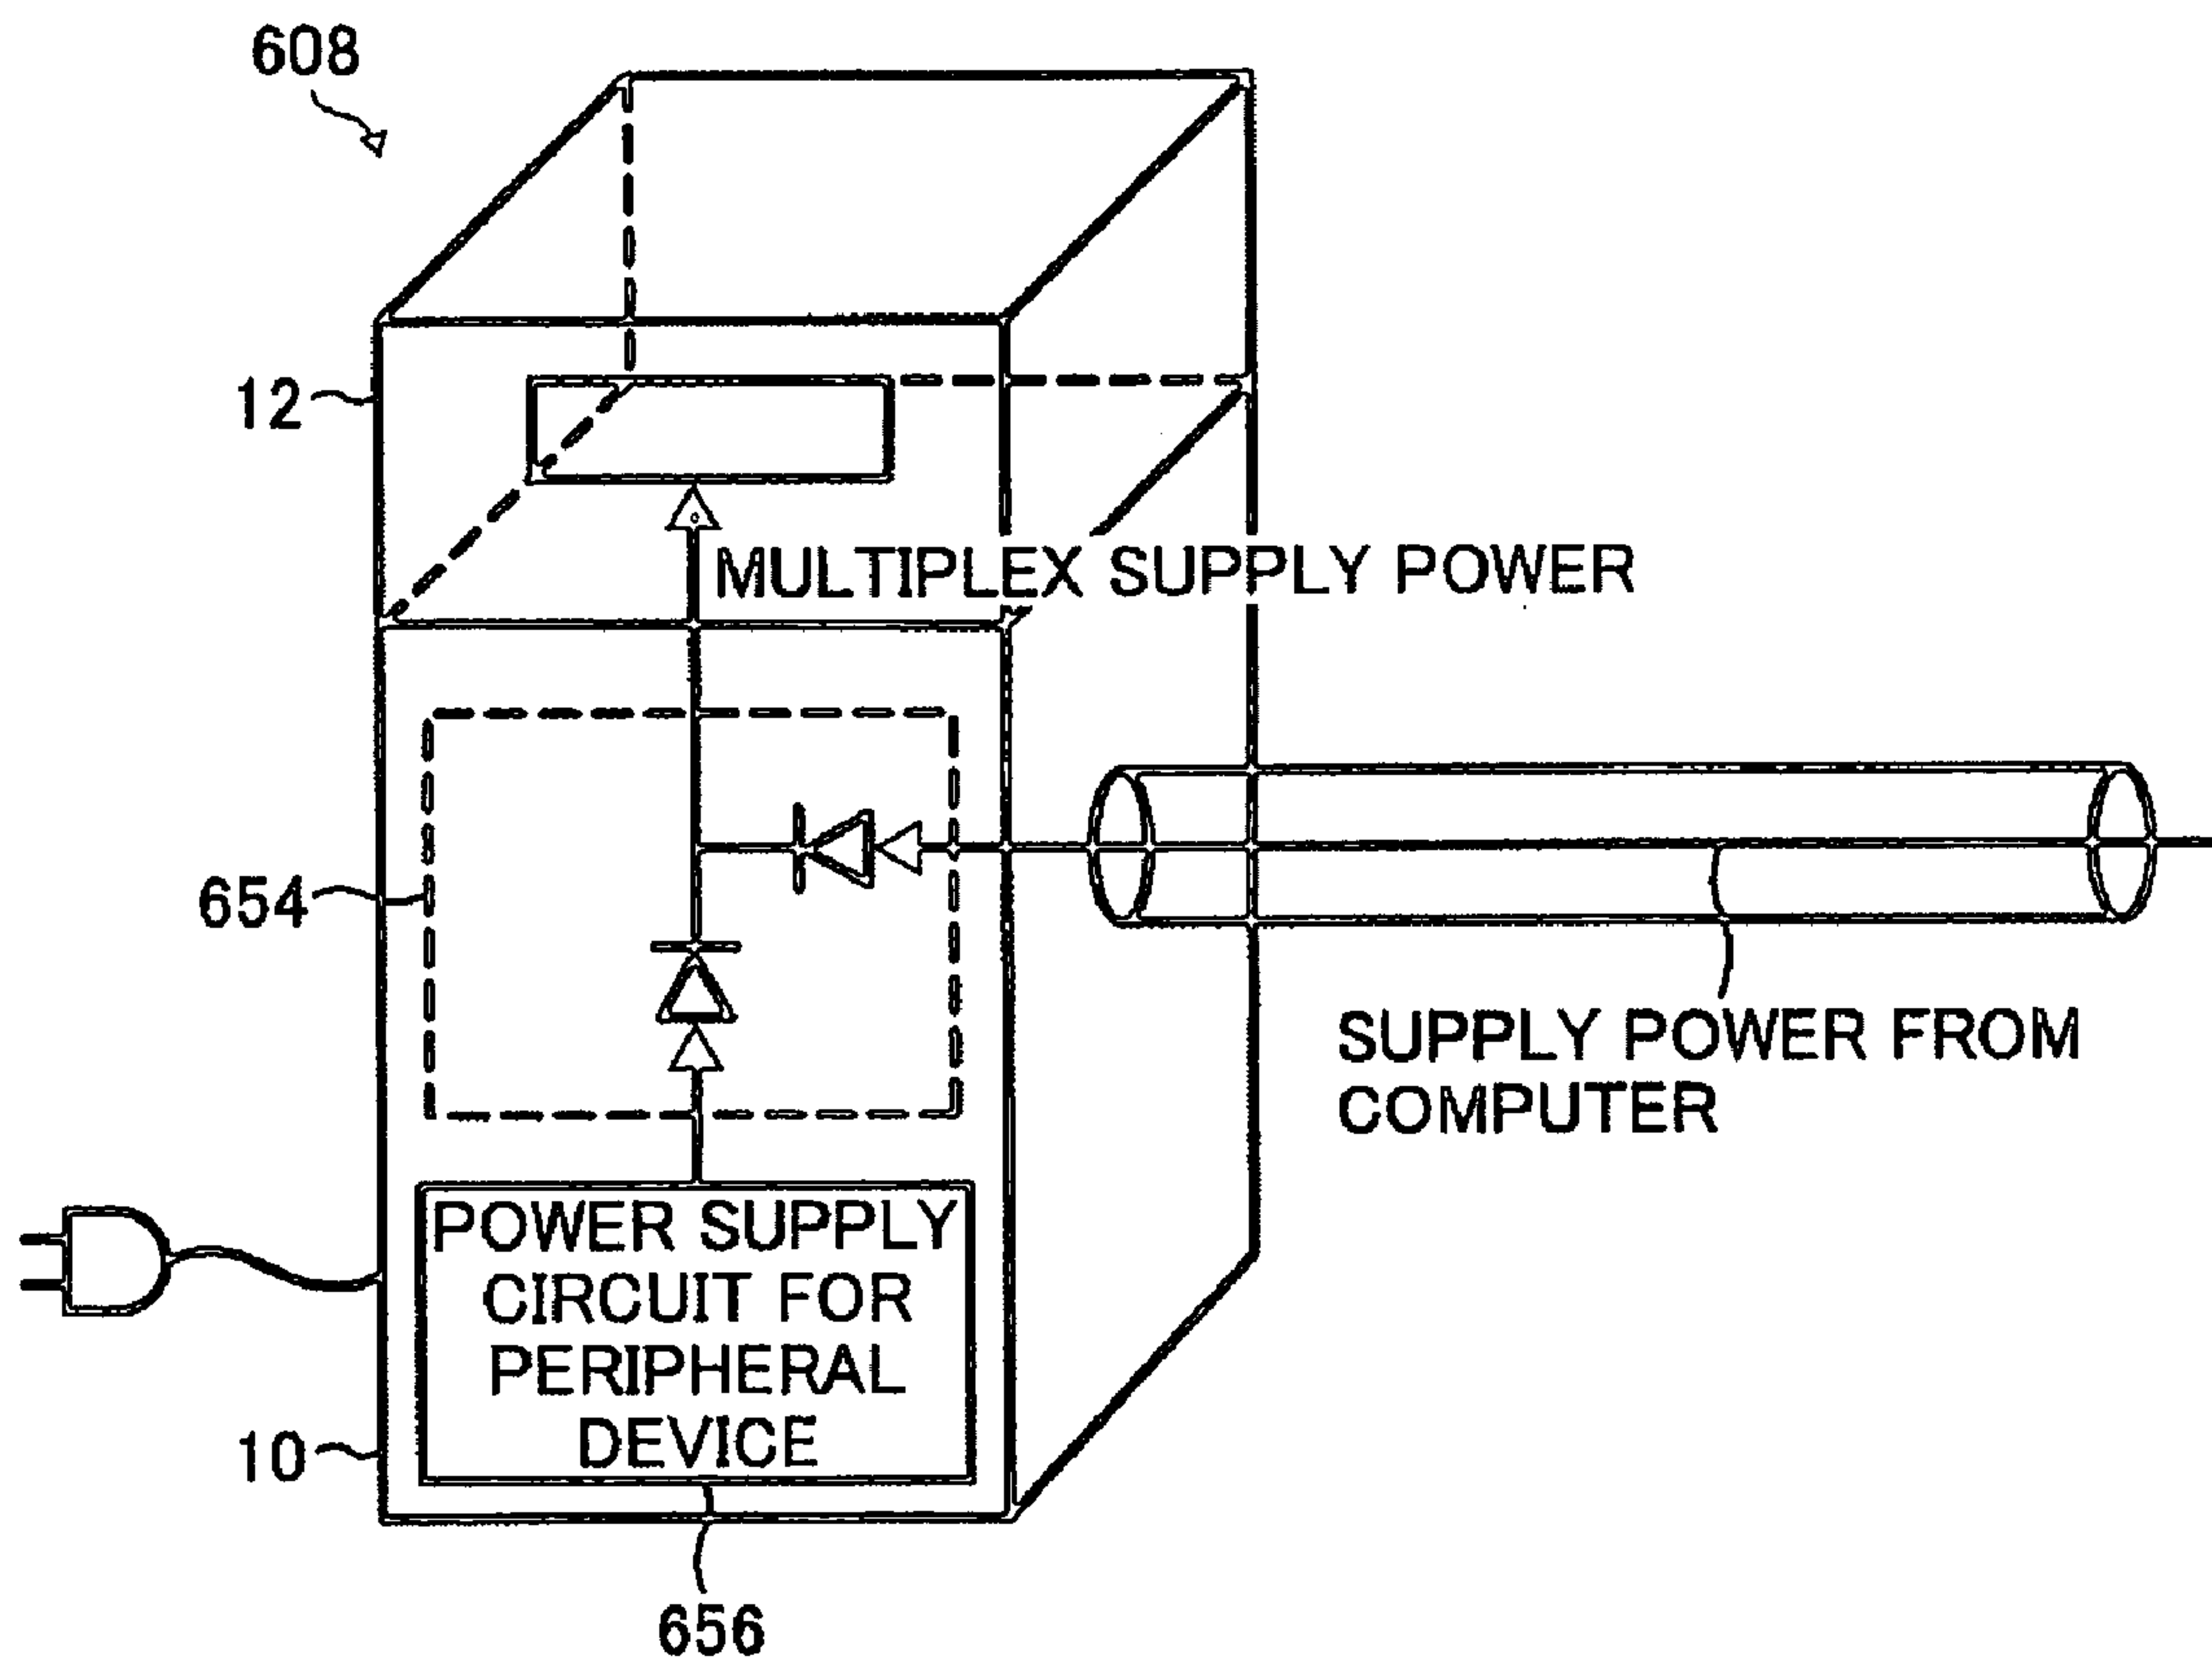 608
12
MULTIPLEX SUPPLY POWER
654
SUPPLY POWER FROM
COMPUTER
POWER SUPPLY
CIRCUIT FOR
PERIPHERAL
DEVICE
10
656